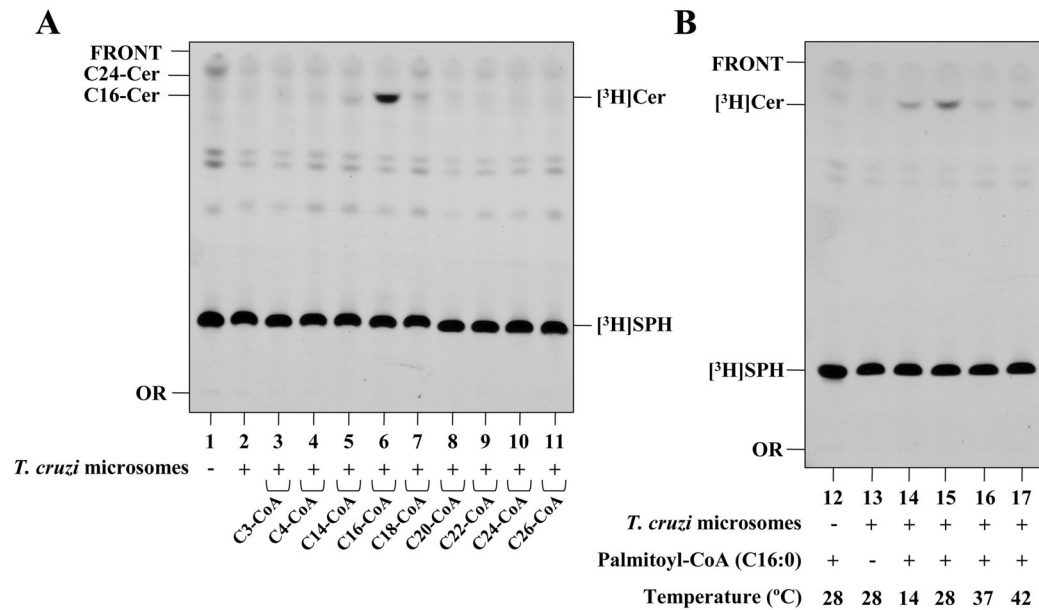 A
FRONT
C24-Cer
C16-Cer
[³H]Cer
[³H]SPH
OR
1 2 3 4 5 6 7 8 9 10 11
T. cruzi microsomes - + + + + + + + + + +
C3-CoA C4-CoA C14-CoA C16-CoA C18-CoA C20-CoA C22-CoA C24-CoA C26-CoA
B
FRONT
[³H]Cer
[³H]SPH
OR
12 13 14 15 16 17
T. cruzi microsomes - + + + + +
Palmitoyl-CoA (C16:0) + - + + + +
Temperature (ºC) 28 28 14 28 37 42